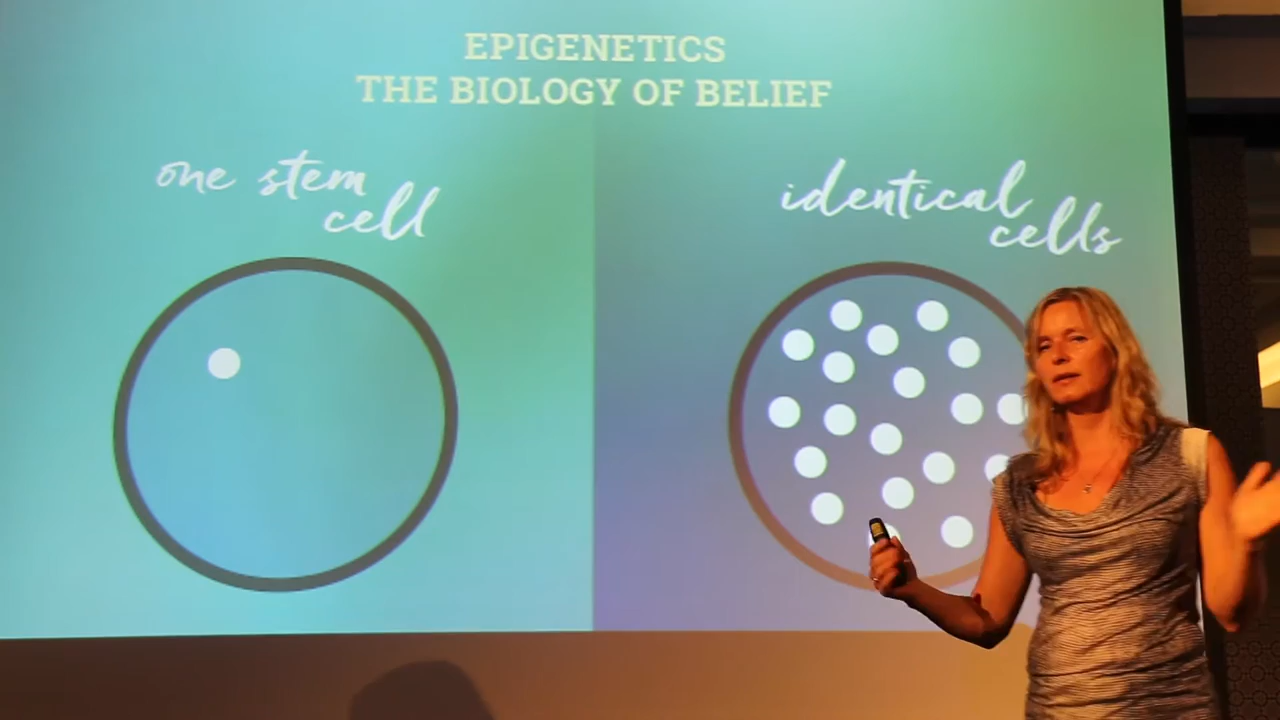 EPIGENETICS
THE BIOLOGY OF BELIEF
one stem
cell
identical
cells